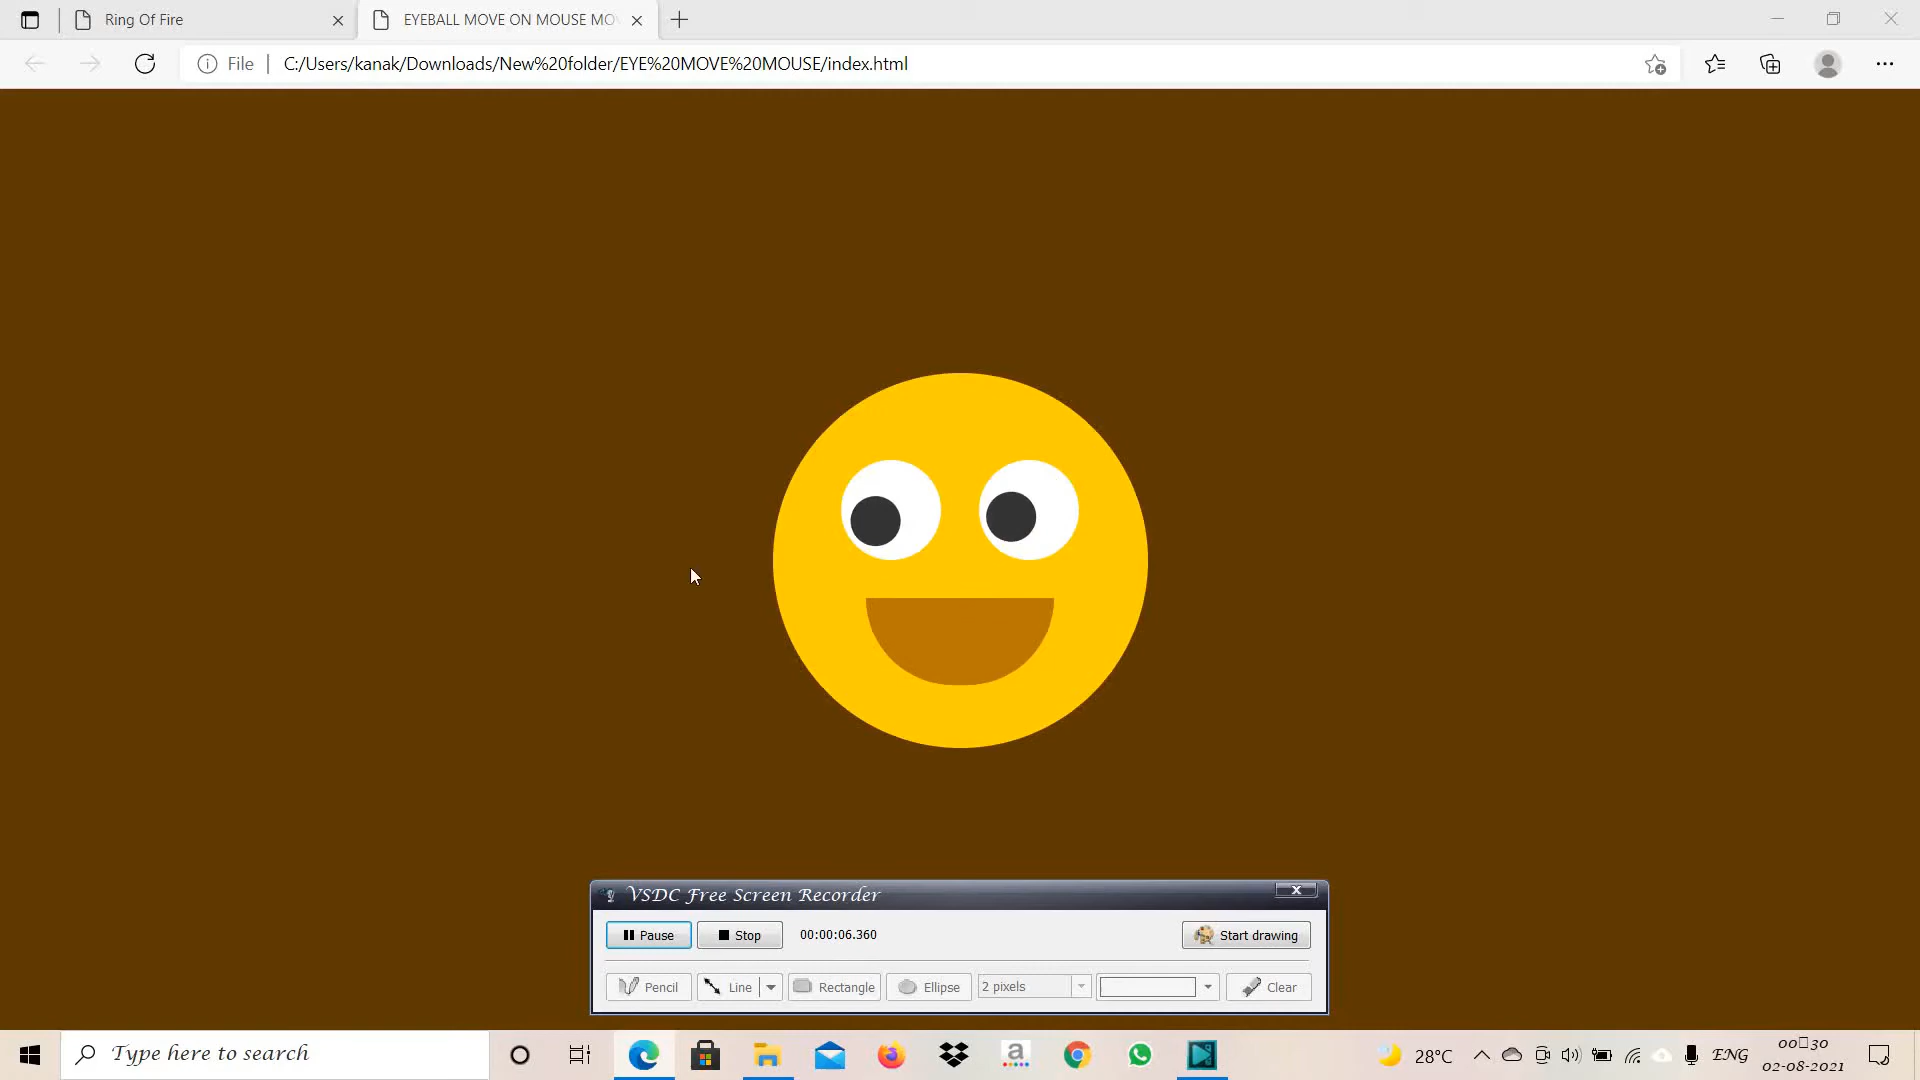 Ring Of Fire
EYEBALL MOVE ON MOUSE MO
File
C:/Users/kanak/Downloads/New%20folder/EYE%20MOVE%20MOUSE/index.html
VSDC Free Screen Recorder
x
Pause
Stop
00:00:06.360
Start drawing
Pencil
Line
Rectangle
Ellipse
2 pixels
Clear
Type here to search
a
28°C
ENG
00▯30
02-08-2021